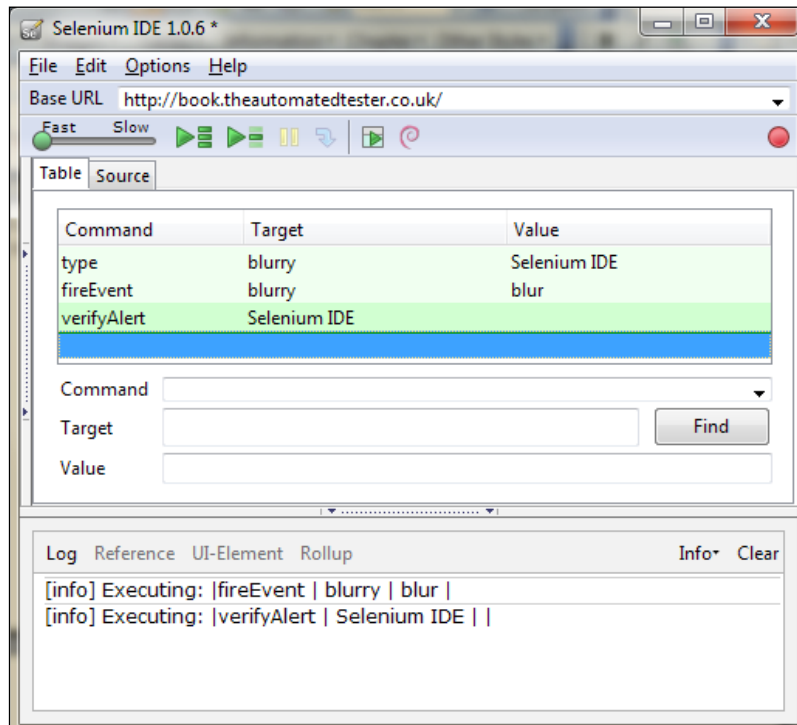 Selenium IDE 1.0.6 *
File Edit Options Help
Base URL http://book.theautomatedtester.co.uk/
Fast Slow
Table Source
Command Target Value
type blurry Selenium IDE
fireEvent blurry blur
verifyAlert Selenium IDE
Command
Target Find
Value
Log Reference UI-Element Rollup Info Clear
[info] Executing: |fireEvent | blurry | blur |
[info] Executing: |verifyAlert | Selenium IDE | |